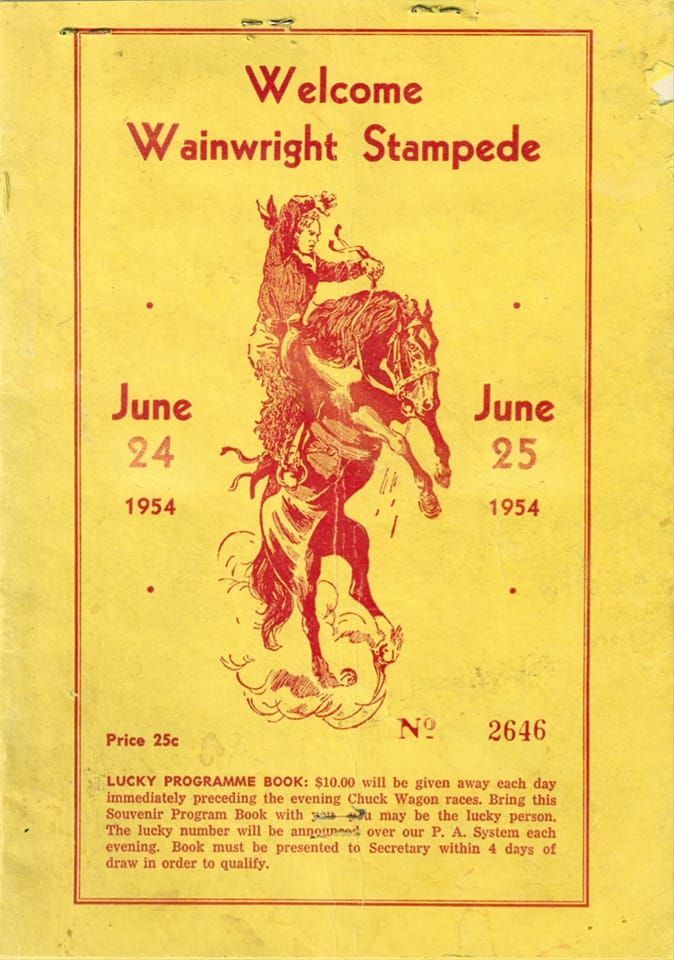 Welcome
Wainwright Stampede
June
24
1954
June
25
1954
Price 25c
Nº 2646
LUCKY PROGRAMME BOOK: $10.00 will be given away each day
immediately preceding the evening Chuck Wagon races. Bring this
Souvenir Program Book with you you may be the lucky person.
The lucky number will be announced over our P. A. System each
evening. Book must be presented to Secretary within 4 days of
draw in order to qualify.